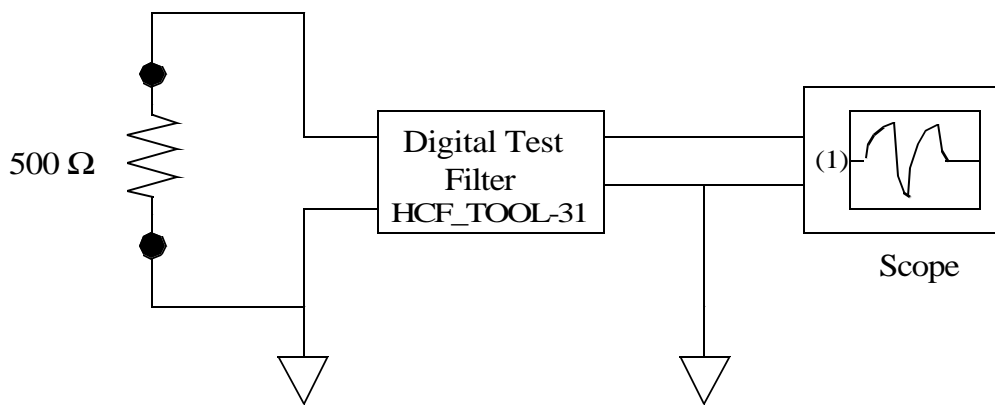 500 Ω
Digital Test
Filter
HCF_TOOL-31
(1)
Scope